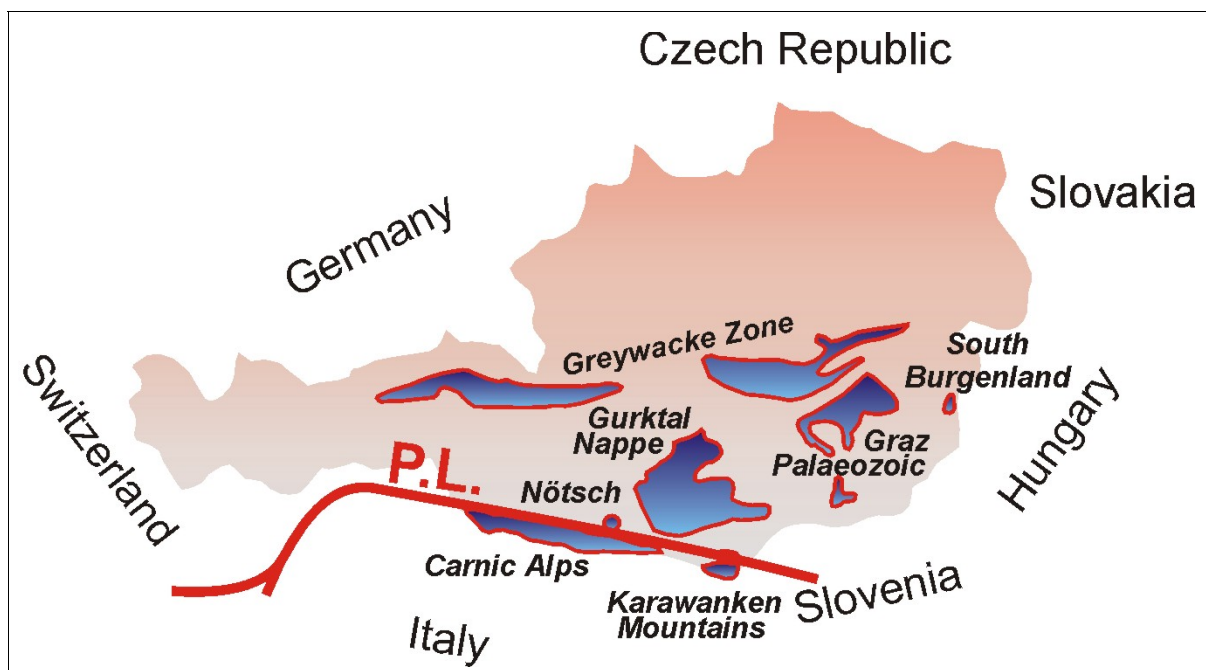 Czech Republic
Slovakia
Germany
Greywacke Zone
South
Burgenland
Switzerland
Gurktal
Nappe
Graz
Palaeozoic
Hungary
P.L.
Nötsch
Carnic Alps
Slovenia
Karawanken
Mountains
Italy